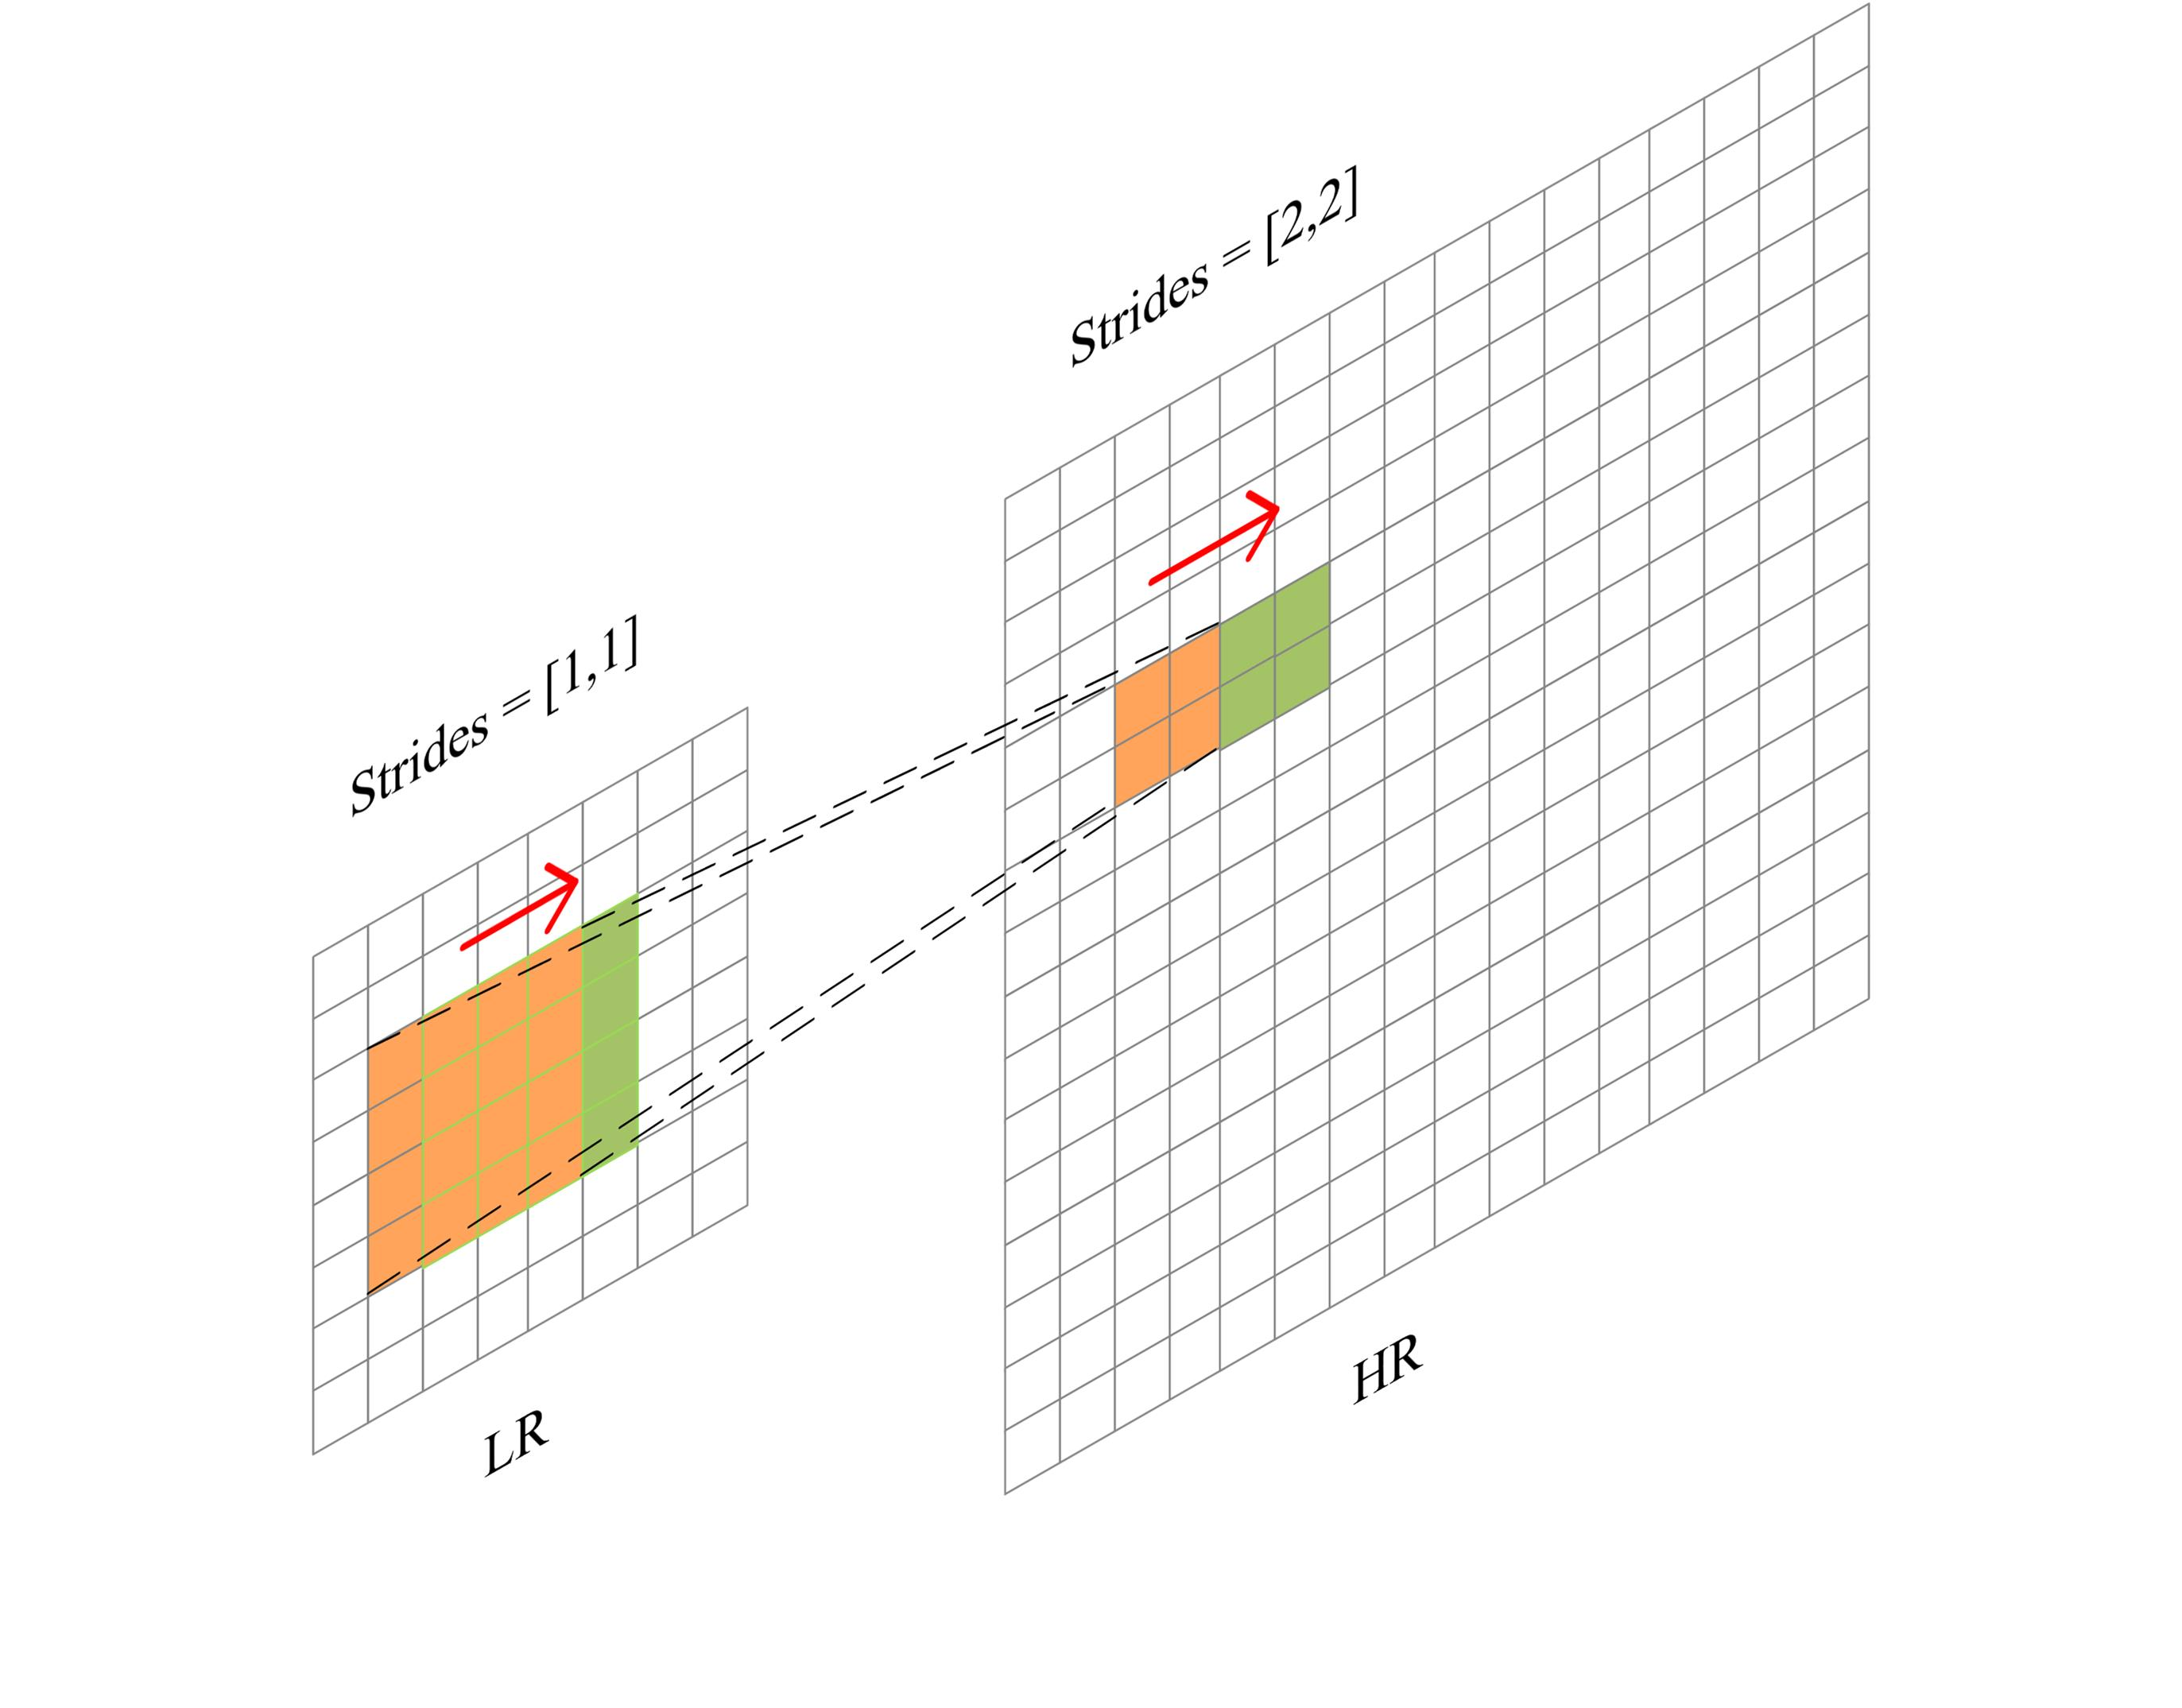 Strides = [1,1]
Strides = [2,2]
LR
HR